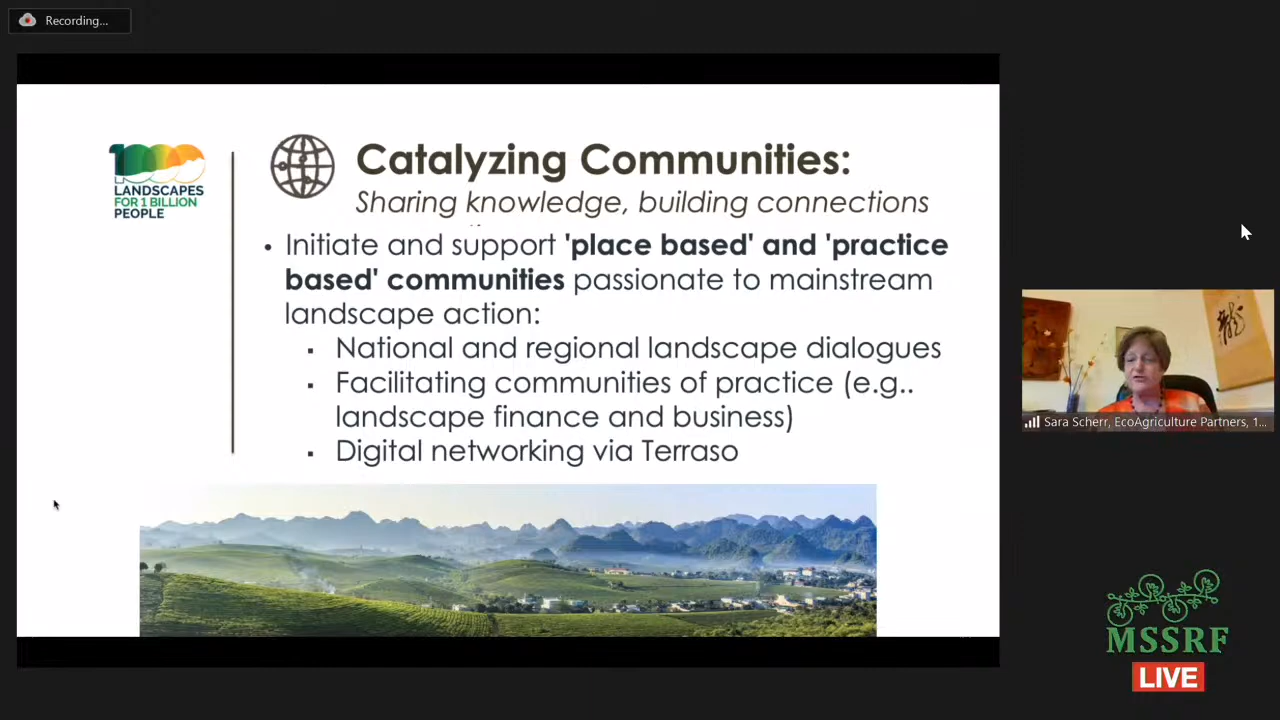 Recording...
1000
LANDSCAPES
FOR 1 BILLION
PEOPLE
Catalyzing Communities:
Sharing knowledge, building connections
• Initiate and support 'place based' and 'practice
based' communities passionate to mainstream
landscape action:
▪ National and regional landscape dialogues
▪ Facilitating communities of practice (e.g..
landscape finance and business)
▪ Digital networking via Terraso
Sara Scherr, EcoAgriculture Partners, 1...
MSSRF
LIVE